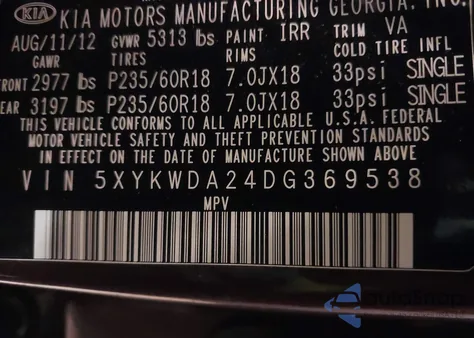 KIA KIA MOTORS MANUFACTURING GEORGIA, INC.
AUG/11/12 GVWR 5313 lbs PAINT IRR TRIM VA
GAWR TIRES RIMS COLD TIRE INFL
FRONT 2977 lbs P235/60R18 7.0JX18 33psi SINGLE
REAR 3197 lbs P235/60R18 7.0JX18 33psi SINGLE
THIS VEHICLE CONFORMS TO ALL APPLICABLE U.S.A. FEDERAL
MOTOR VEHICLE SAFETY AND THEFT PREVENTION STANDARDS
IN EFFECT ON THE DATE OF MANUFACTURE SHOWN ABOVE
VIN 5XYKWDA24DG369538
MPV